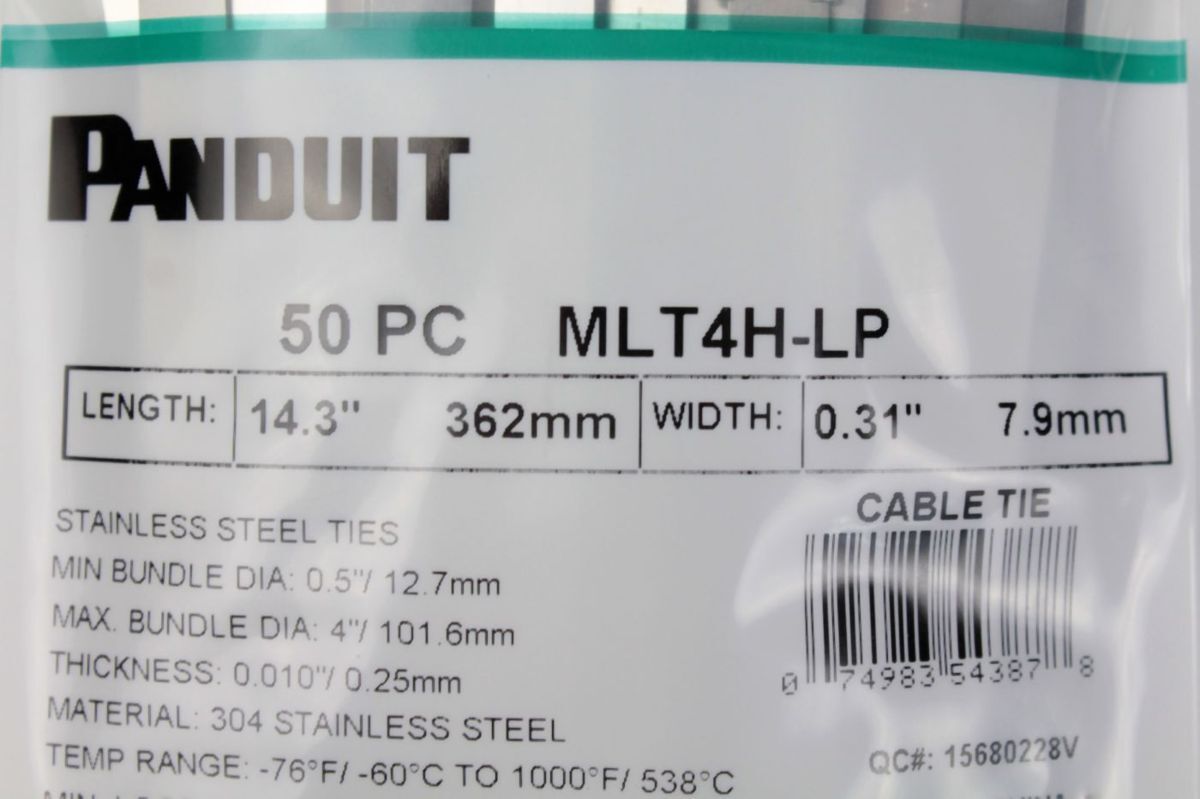 PANDUIT
50 PC MLT4H-LP
LENGTH: 14.3" 362mm WIDTH: 0.31" 7.9mm
CABLE TIE
STAINLESS STEEL TIES
MIN BUNDLE DIA: 0.5"/ 12.7mm
MAX. BUNDLE DIA: 4"/ 101.6mm
THICKNESS: 0.010"/ 0.25mm
0 74983 54387 8
MATERIAL: 304 STAINLESS STEEL
TEMP RANGE: -76°F/ -60°C TO 1000°F/ 538°C
QC#: 15680228V